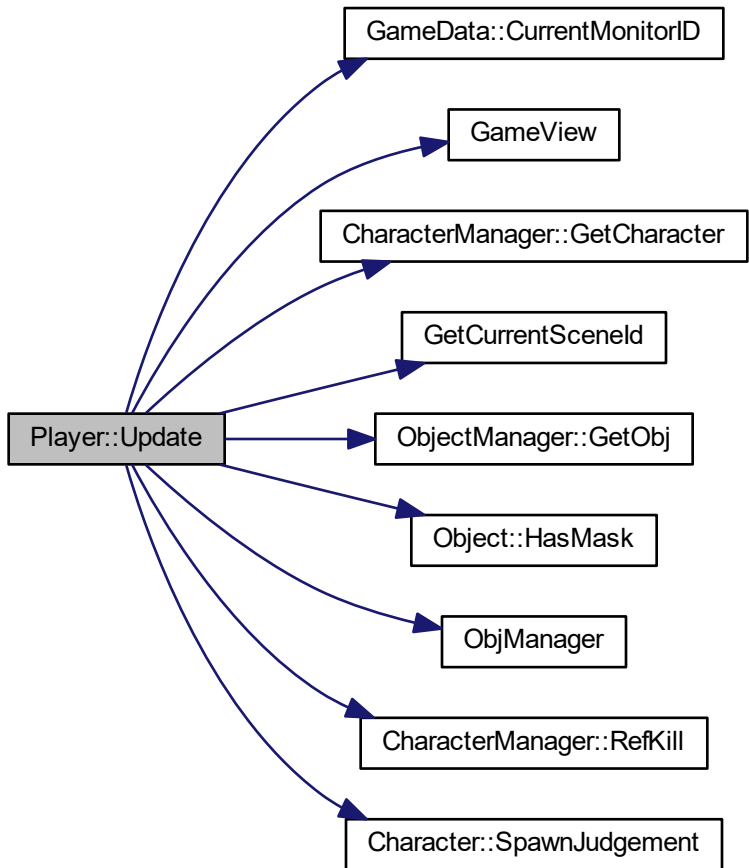 GameData::CurrentMonitorID
GameView
CharacterManager::GetCharacter
GetCurrentSceneId
Player::Update
ObjectManager::GetObj
Object::HasMask
ObjManager
CharacterManager::RefKill
Character::SpawnJudgement